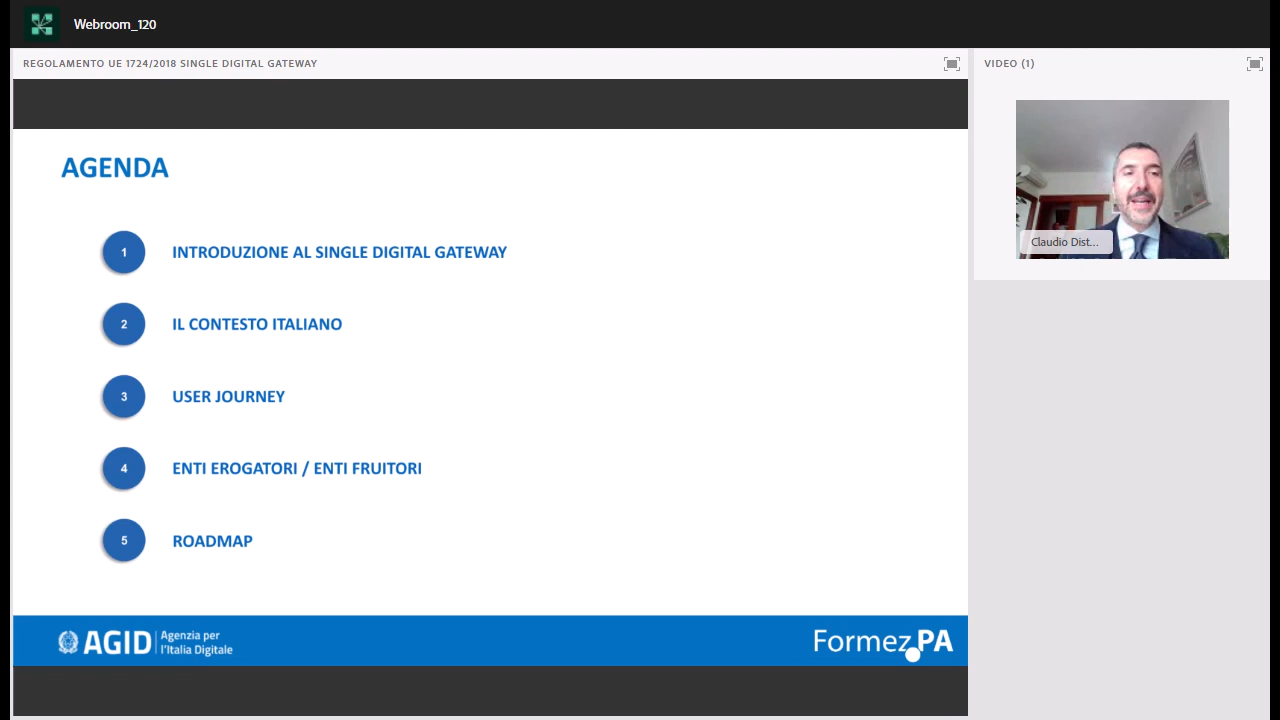 Webroom_120
REGOLAMENTO UE 1724/2018 SINGLE DIGITAL GATEWAY
VIDEO (1)
AGENDA
1
INTRODUZIONE AL SINGLE DIGITAL GATEWAY
2
IL CONTESTO ITALIANO
3
USER JOURNEY
4
ENTI EROGATORI / ENTI FRUITORI
5
ROADMAP
AGID
Agenzia per
l'Italia Digitale
Formez.PA
Claudio Dist...